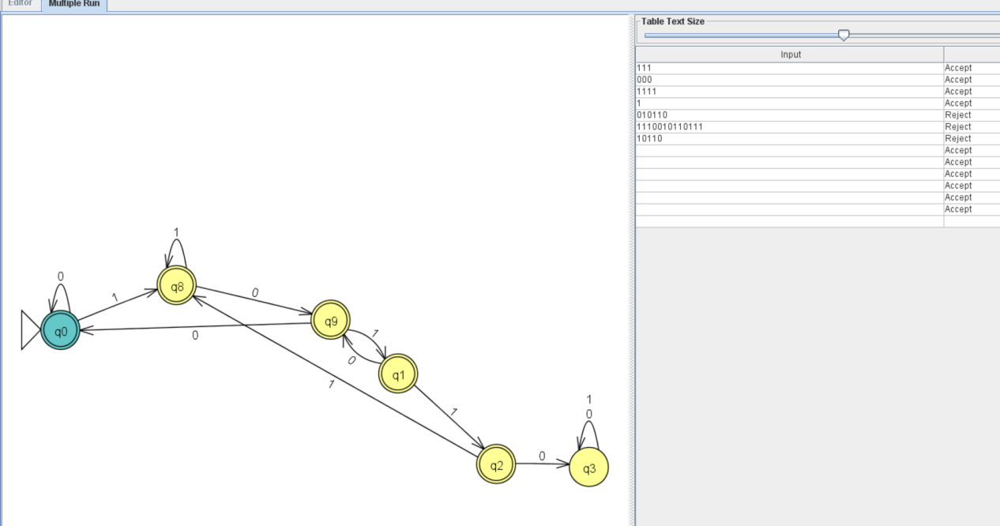 Editor
Multiple Run
Table Text Size
Input
111 Accept
000 Accept
1111 Accept
1 Accept
010110 Reject
1110010110111 Reject
10110 Reject
Accept
Accept
Accept
Accept
Accept
Accept
1
0
q8
1
0
q9
q0
0
1
0
q1
1
1
1
0
0
q2
q3